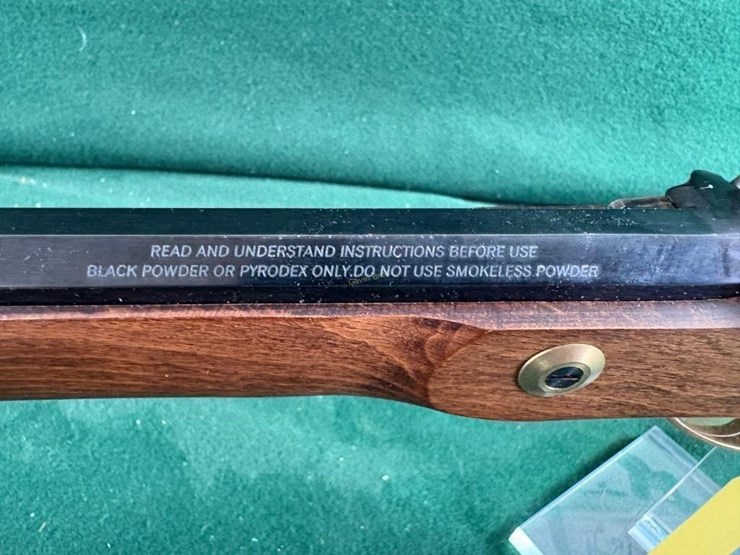 READ AND UNDERSTAND INSTRUCTIONS BEFORE USE
BLACK POWDER OR PYRODEX ONLY.DO NOT USE SMOKELESS POWDER